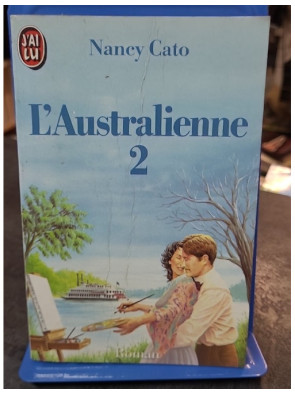 J'AI
LU
Nancy Cato
L'Australienne
2
Roman